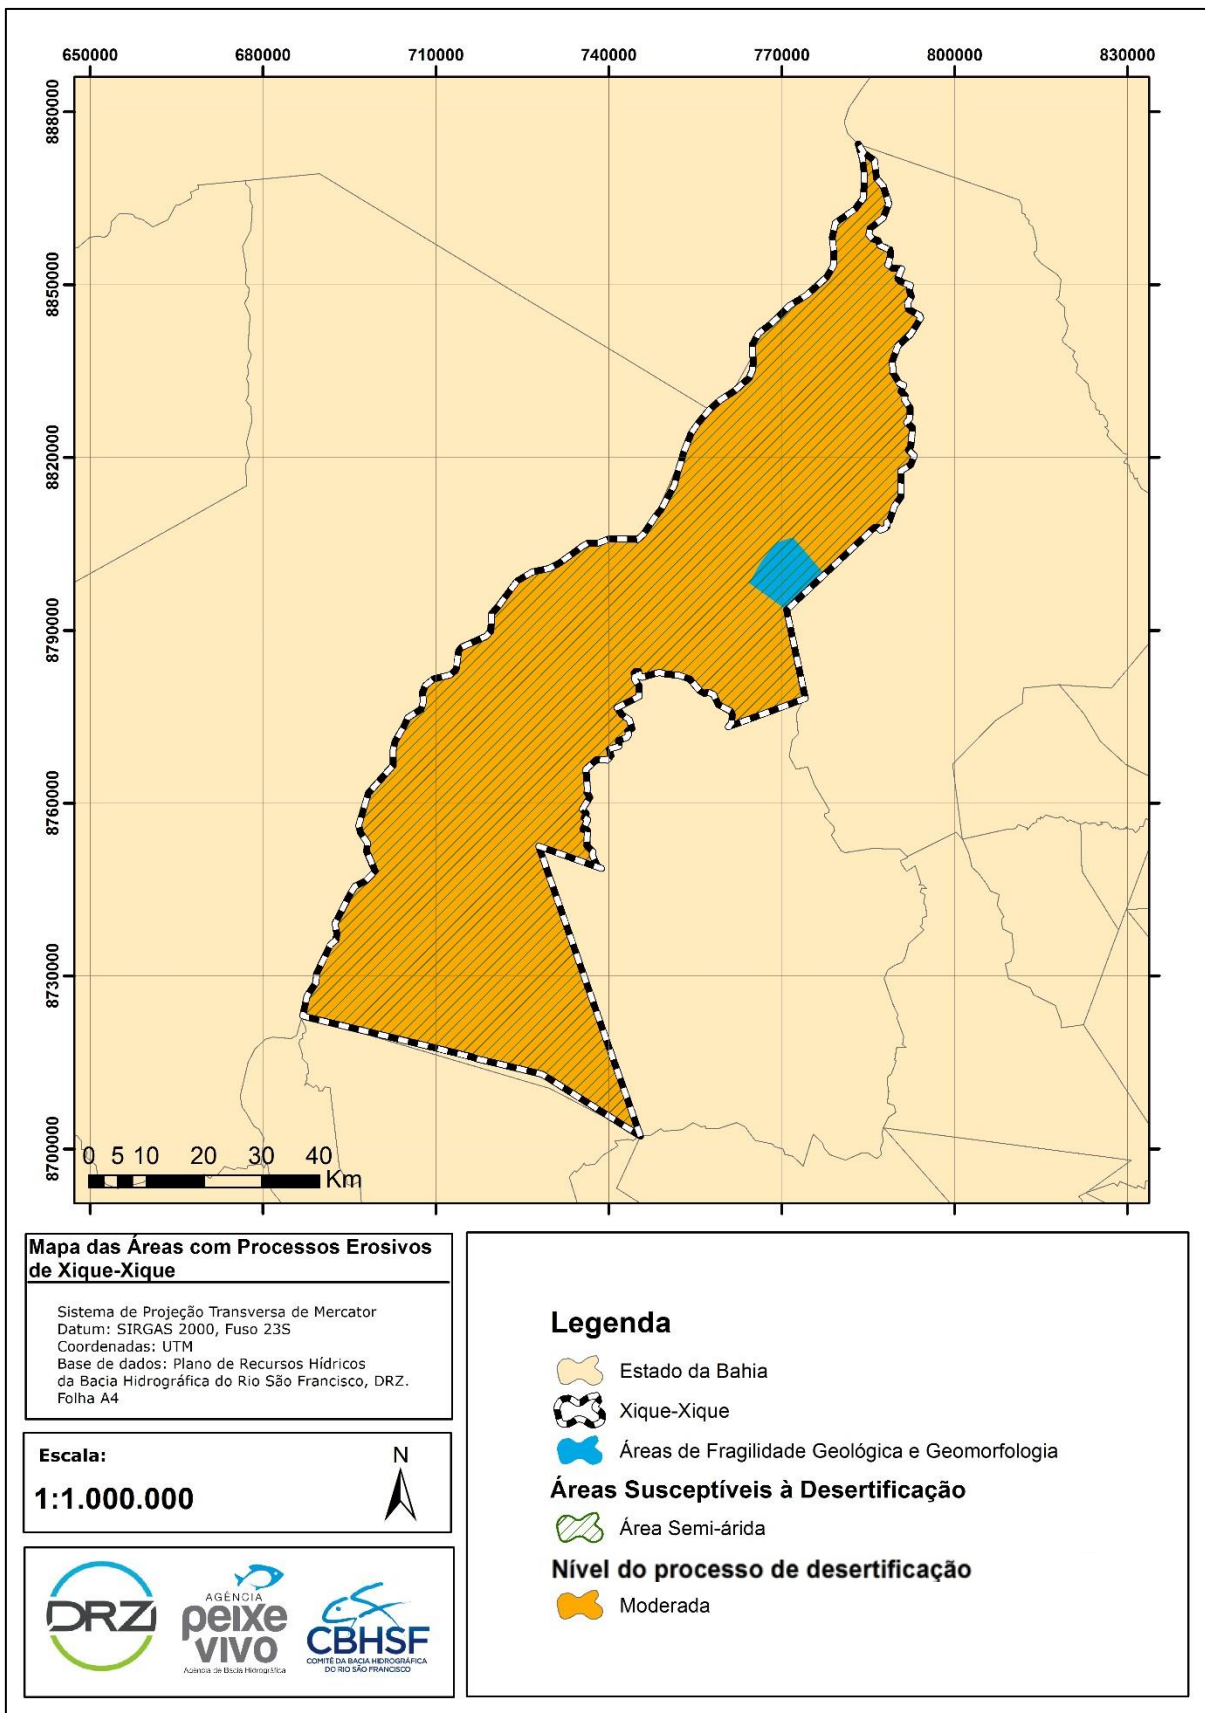 650000 680000 710000 740000 770000 800000 830000
8880000
8850000
8820000
8790000
8760000
8730000
8700000
0 5 10 20 30 40
Km
Mapa das Áreas com Processos Erosivos
de Xique-Xique
Sistema de Projeção Transversa de Mercator
Datum: SIRGAS 2000, Fuso 23S
Coordenadas: UTM
Base de dados: Plano de Recursos Hídricos
da Bacia Hidrográfica do Rio São Francisco, DRZ.
Folha A4
Escala:
1:1.000.000
N
DRZ
AGÊNCIA
peixe
vivo
Agência de Bacia Hidrográfica
CBHSF
COMITÊ DA BACIA HIDROGRÁFICA
DO RIO SÃO FRANCISCO
Legenda
Estado da Bahia
Xique-Xique
Áreas de Fragilidade Geológica e Geomorfologia
Áreas Susceptíveis à Desertificação
Área Semi-árida
Nível do processo de desertificação
Moderada